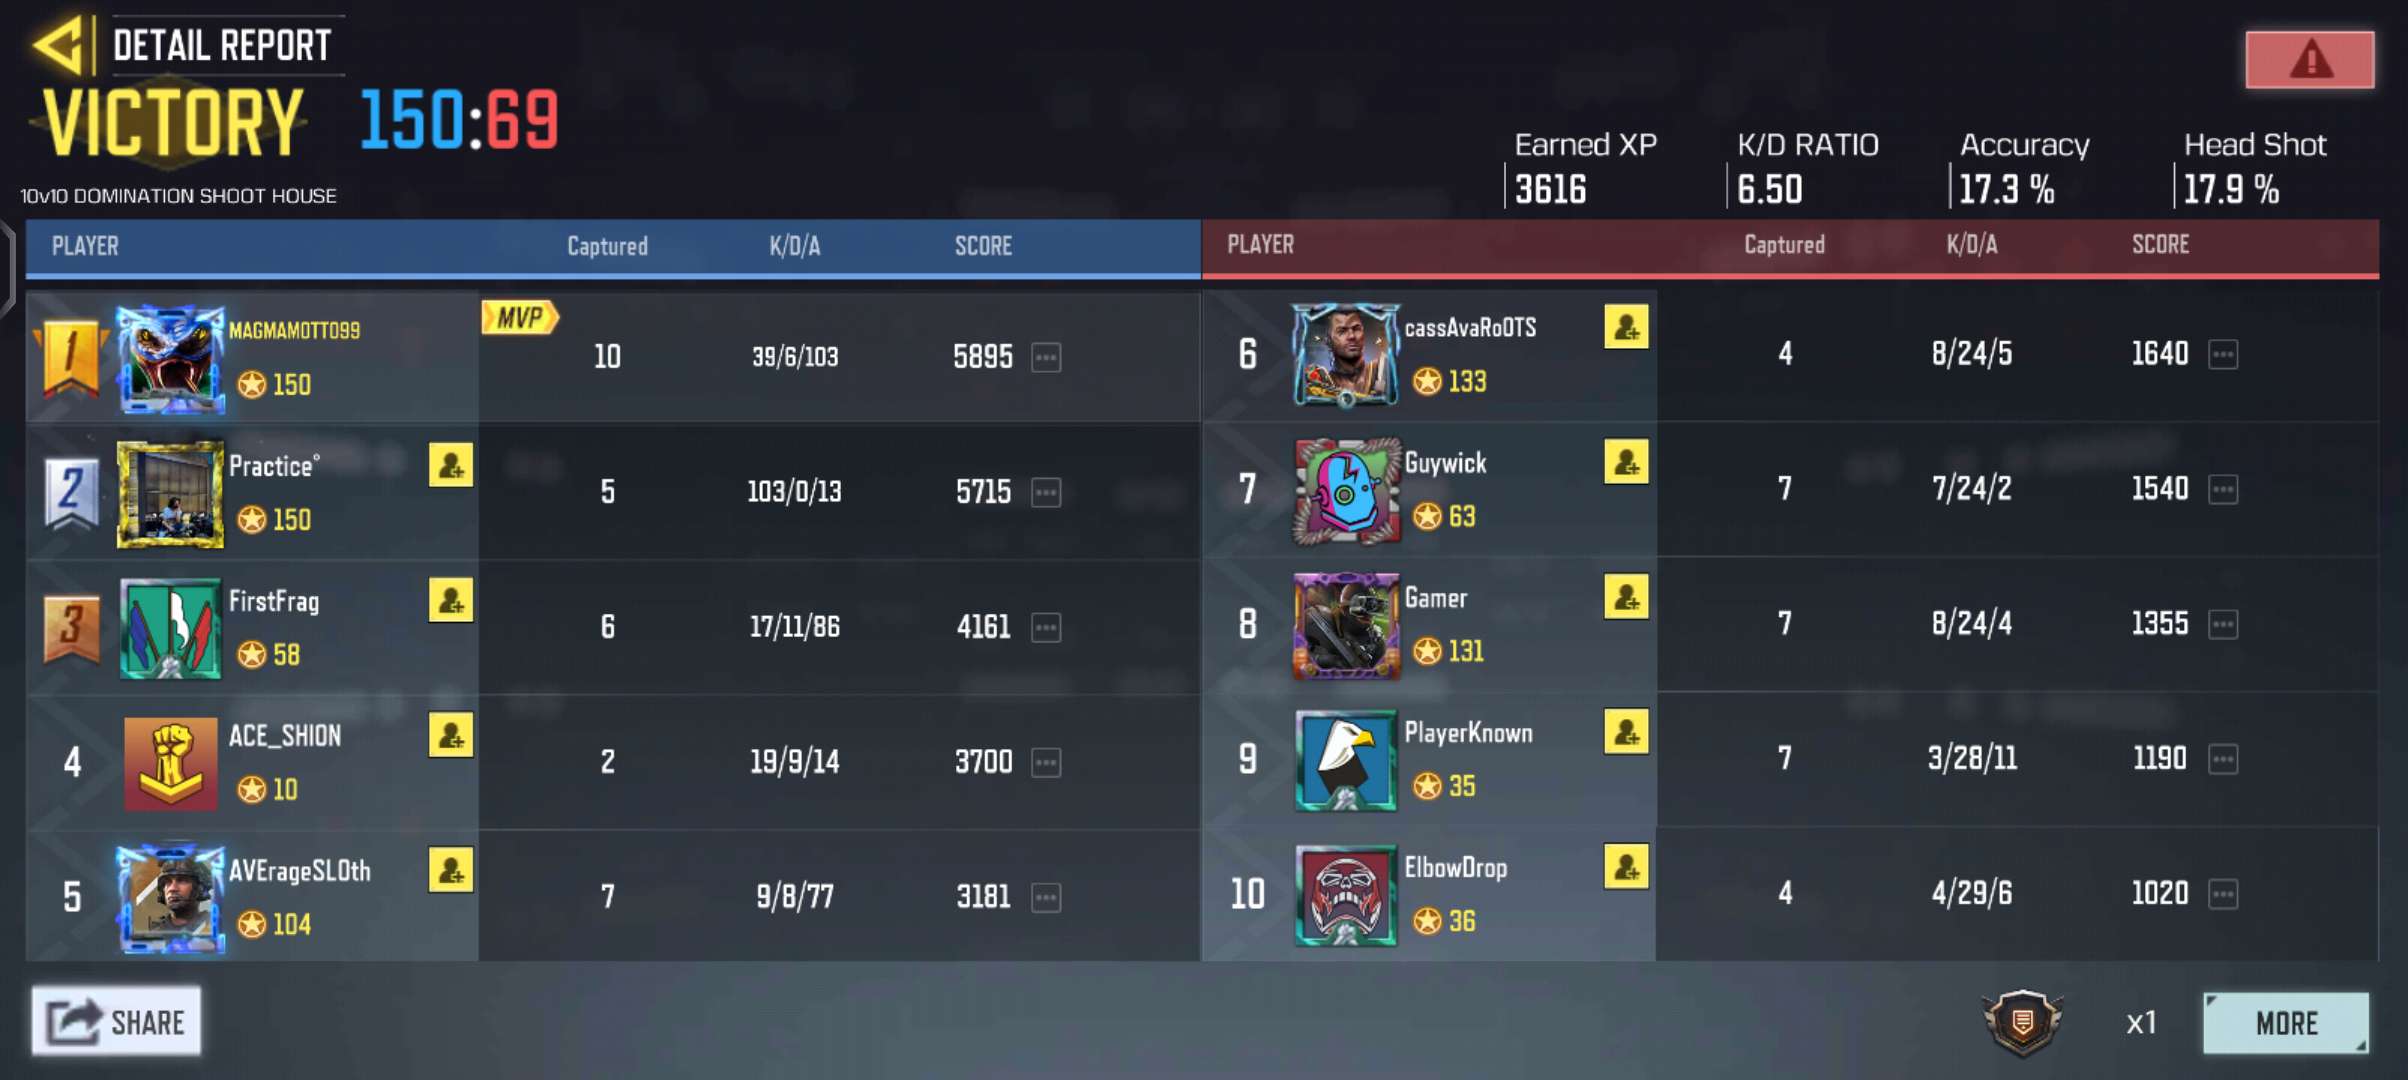 DETAIL REPORT
VICTORY 150:69
10v10 DOMINATION SHOOT HOUSE
Earned XP K/D RATIO Accuracy Head Shot
3616 6.50 17.3 % 17.9 %
PLAYER Captured K/D/A SCORE
1 MAGMAMOTTO99 MVP 10 39/6/103 5895
150
2 Practice° 5 103/0/13 5715
150
3 FirstFrag 6 17/11/86 4161
58
4 ACE_SHION 2 19/9/14 3700
10
5 AVErageSL0th 7 9/8/77 3181
104
PLAYER Captured K/D/A SCORE
6 cassAvaRoOTS 4 8/24/5 1640
133
7 Guywick 7 7/24/2 1540
63
8 Gamer 7 8/24/4 1355
131
9 PlayerKnown 7 3/28/11 1190
35
10 ElbowDrop 4 4/29/6 1020
36
SHARE
x1
MORE